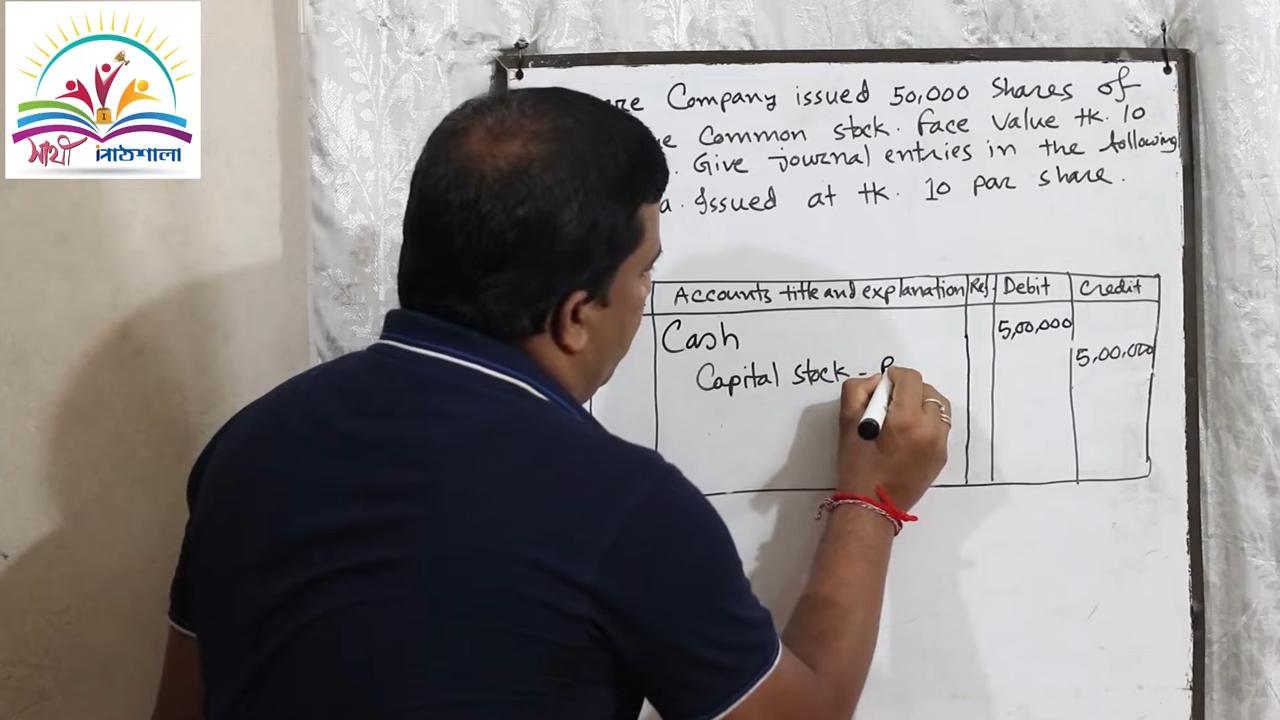 সাথী পাঠশালা
Company issued 50,000 Shares of
Common stock. Face Value tk. 10
Give journal entries in the following
a. Issued at tk. 10 par share.
Accounts title and explanation Ref. Debit Credit
Cash 5,00,000
5,00,000
Capital stock - P